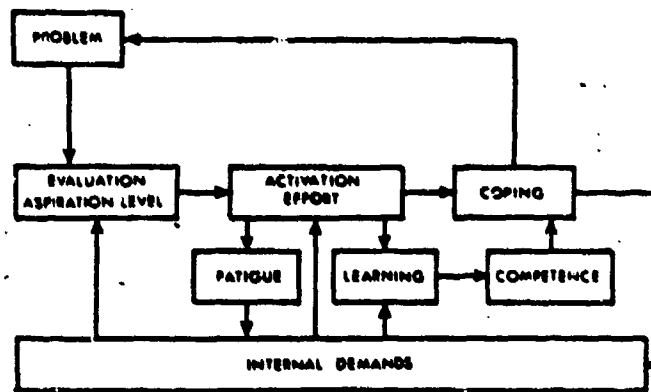 PROBLEM
EVALUATION
ASPIRATION LEVEL
ACTIVATION
EFFORT
COPING
FATIGUE
LEARNING
COMPETENCE
INTERNAL DEMANDS